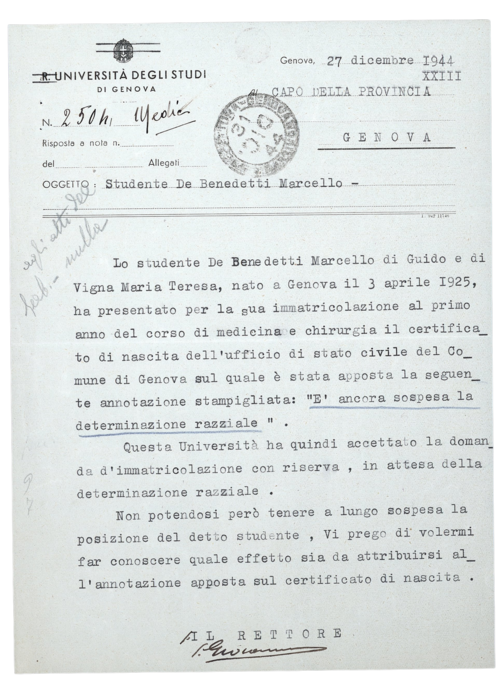 R. UNIVERSITÀ DEGLI STUDI
DI GENOVA
Genova, 27 dicembre 1944
XXIII
N. 2504, Medic
Al CAPO DELLA PROVINCIA
Risposta a nota n.
GENOVA
del Allegati
OGGETTO: Studente De Benedetti Marcello -
agli atti del
Gab. - nulla
Lo studente De Benedetti Marcello di Guido e di
Vigna Maria Teresa, nato a Genova il 3 aprile 1925,
ha presentato per la sua immatricolazione al primo
anno del corso di medicina e chirurgia il certifica_
to di nascita dell'ufficio di stato civile del Co_
mune di Genova sul quale è stata apposta la seguen_
te annotazione stampigliata: "E' ancora sospesa la
determinazione razziale " .
Questa Università ha quindi accettato la doman_
da d'immatricolazione con riserva , in attesa della
determinazione razziale .
Non potendosi però tenere a lungo sospesa la
posizione del detto studente , Vi prego di volermi
far conoscere quale effetto sia da attribuirsi al_
l'annotazione apposta sul certificato di nascita .
IL RETTORE